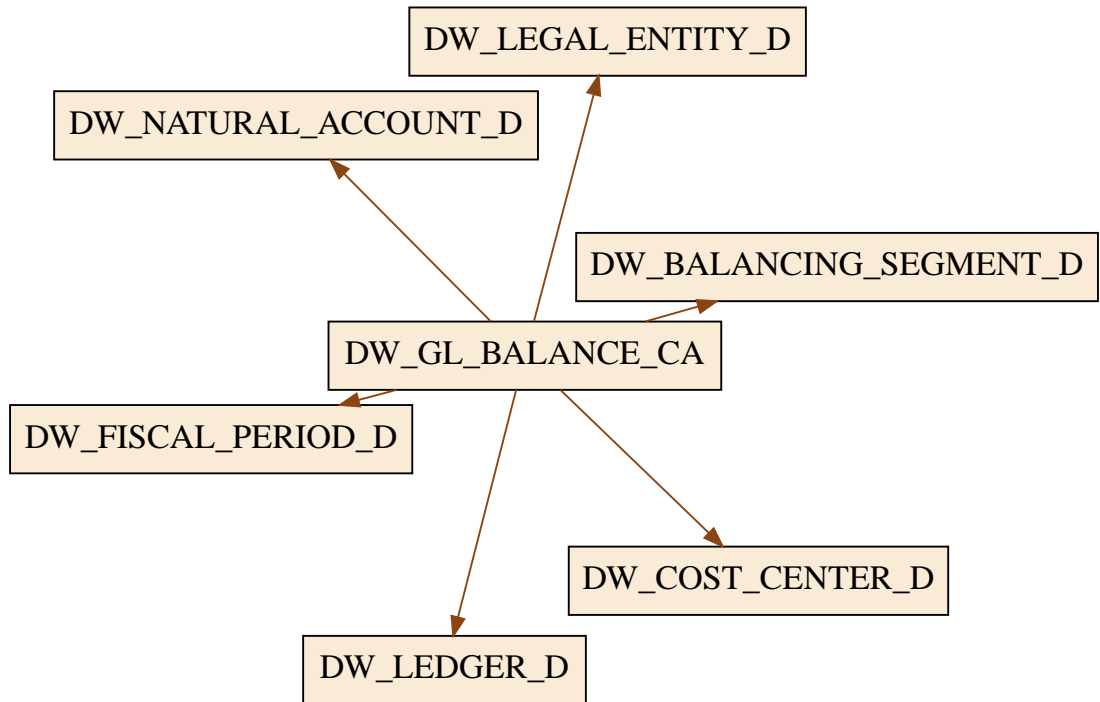 DW_LEGAL_ENTITY_D
DW_NATURAL_ACCOUNT_D
DW_BALANCING_SEGMENT_D
DW_GL_BALANCE_CA
DW_FISCAL_PERIOD_D
DW_COST_CENTER_D
DW_LEDGER_D